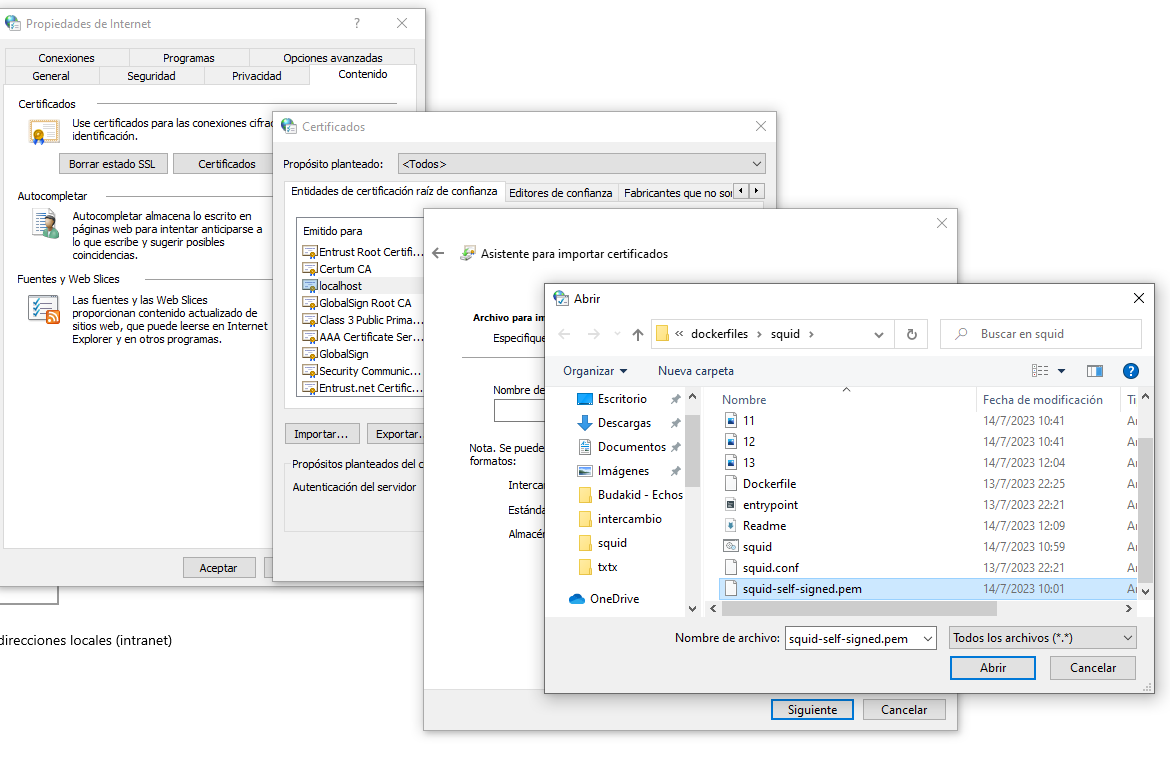 Propiedades de Internet
?
Conexiones
Programas
Opciones avanzadas
General
Seguridad
Privacidad
Contenido
Certificados
Use certificados para las conexiones cifrad
identificación.
Borrar estado SSL
Certificados
Autocompletar
Autocompletar almacena lo escrito en
páginas web para intentar anticiparse a
lo que escribe y sugerir posibles
coincidencias.
Fuentes y Web Slices
Las fuentes y las Web Slices
proporcionan contenido actualizado de
sitios web, que puede leerse en Internet
Explorer y en otros programas.
Aceptar
direcciones locales (intranet)
Certificados
Propósito planteado:
<Todos>
Entidades de certificación raíz de confianza
Editores de confianza
Fabricantes que no so
Emitido para
Entrust Root Certifi...
Certum CA
localhost
GlobalSign Root CA
Class 3 Public Prima...
AAA Certificate Ser...
GlobalSign
Security Communic...
Entrust.net Certific...
Importar...
Exportar.
Propósitos planteados del c
Autenticación del servidor
Asistente para importar certificados
Archivo para im
Especifique
Nombre de
Nota. Se puede
formatos:
Interca
Estánda
Almacén
Siguiente
Cancelar
Abrir
« dockerfiles > squid >
Buscar en squid
Organizar
Nueva carpeta
?
Escritorio
Descargas
Documentos
Imágenes
Budakid - Echos
intercambio
squid
txtx
OneDrive
Nombre
Fecha de modificación
Ti
11 14/7/2023 10:41 Ar
12 14/7/2023 10:41 Ar
13 14/7/2023 12:04 Ar
Dockerfile 13/7/2023 22:25 Ar
entrypoint 13/7/2023 22:21 Ar
Readme 14/7/2023 12:09 Ar
squid 14/7/2023 10:59 Ar
squid.conf 13/7/2023 22:21 Ar
squid-self-signed.pem 14/7/2023 10:01 Ar
Nombre de archivo:
squid-self-signed.pem
Todos los archivos (*.*)
Abrir
Cancelar